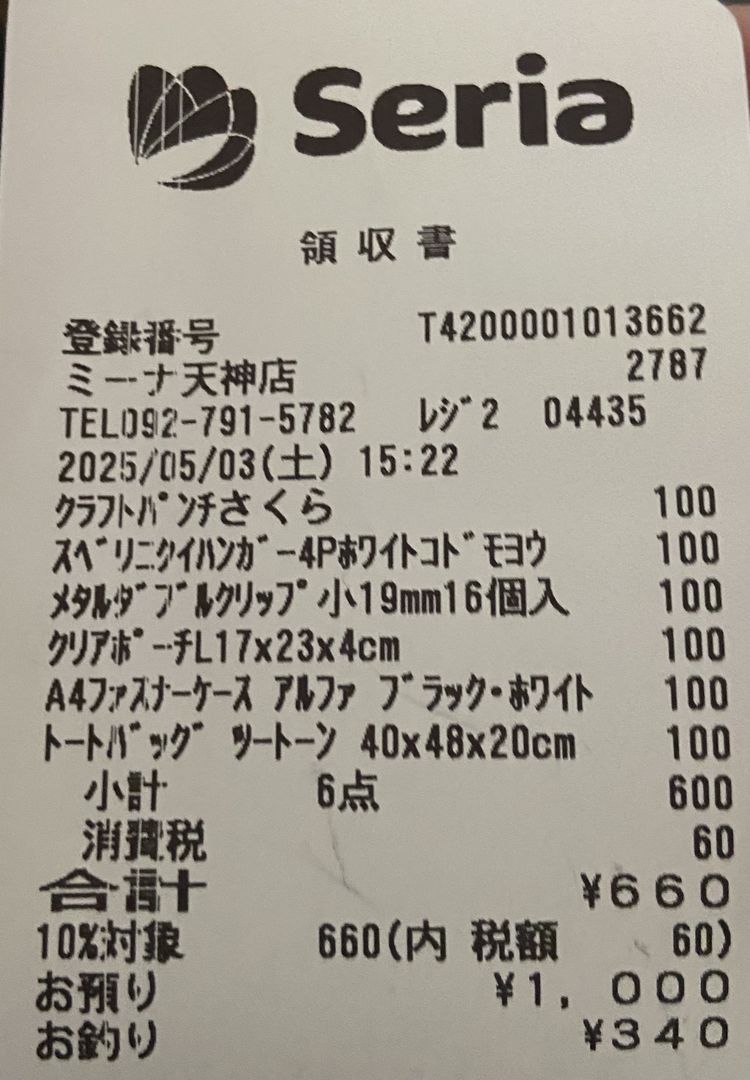 Seria
領収書
登録番号 T4200001013662
ミーナ天神店 2787
TEL092-791-5782 ﾚｼﾞ2 04435
2025/05/03(土) 15:22
ｸﾗﾌﾄﾊﾟﾝﾁさくら 100
ｽﾍﾞﾘﾆｸｲﾊﾝｶﾞｰ4Pﾎﾜｲﾄｺﾄﾞﾓﾖｳ 100
ﾒﾀﾙﾀﾞﾌﾞﾙｸﾘｯﾌﾟ小19mm16個入 100
ｸﾘｱﾎﾟｰﾁL17x23x4cm 100
A4ﾌｧｽﾅｰｹｰｽ ｱﾙﾌｧ ﾌﾞﾗｯｸ･ﾎﾜｲﾄ 100
ﾄｰﾄﾊﾞｯｸﾞ ﾂｰﾄｰﾝ 40x48x20cm 100
小計 6点 600
消費税 60
合計 ¥660
10%対象 660(内 税額 60)
お預り ¥1,000
お釣り ¥340